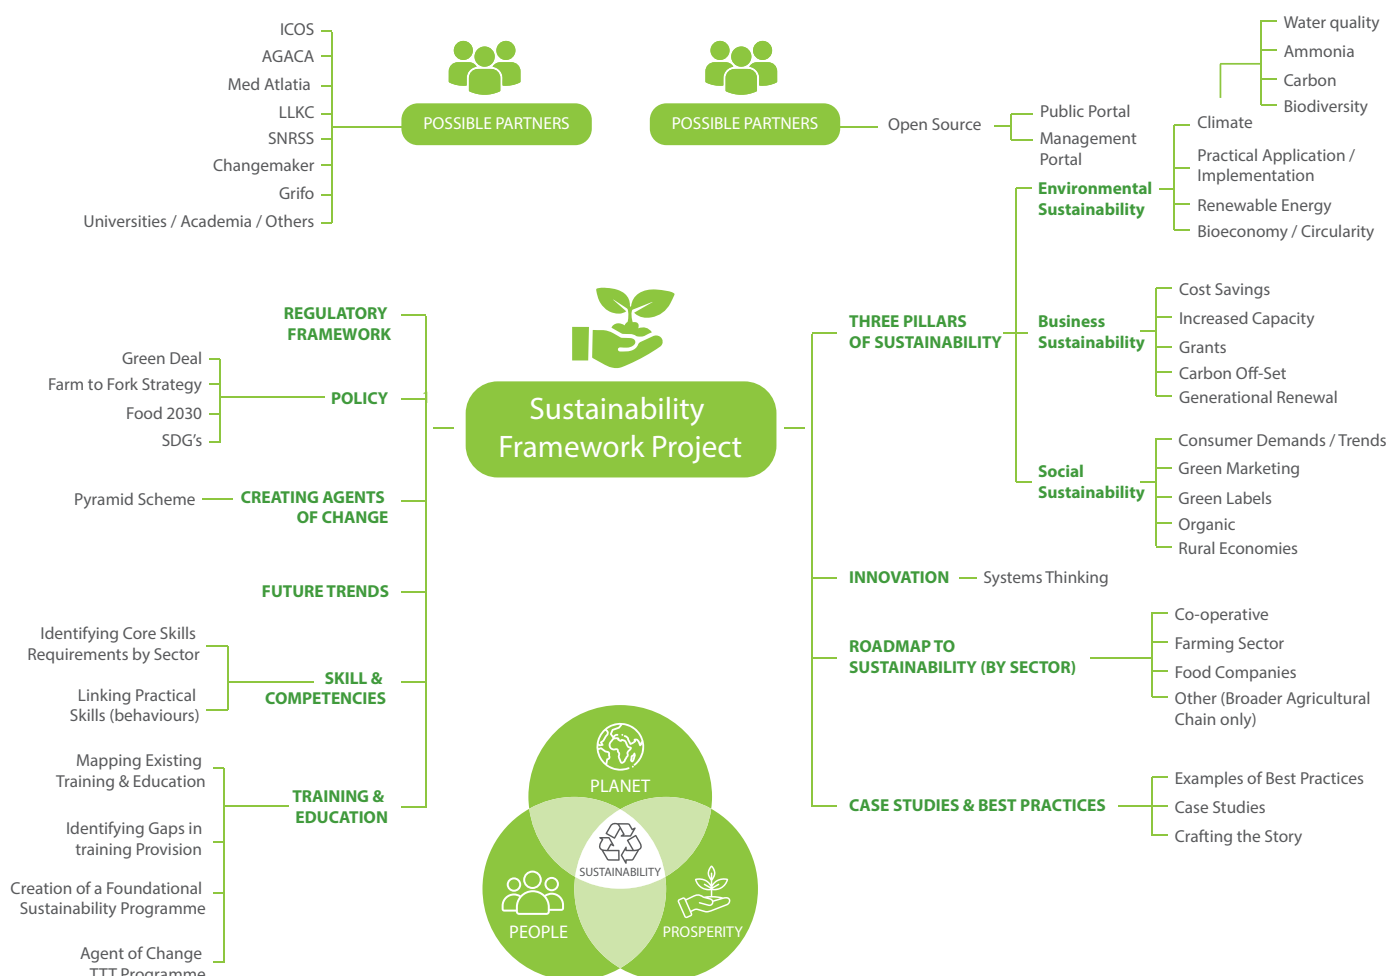 ICOS
AGACA
Med Atlatia
LLKC
SNRSS
Changemaker
Grifo
Universities / Academia / Others
POSSIBLE PARTNERS
POSSIBLE PARTNERS
Open Source
Public Portal
Management
Portal
Water quality
Ammonia
Carbon
Biodiversity
Climate
Practical Application /
Implementation
Renewable Energy
Bioeconomy / Circularity
Environmental
Sustainability
REGULATORY
FRAMEWORK
Green Deal
Farm to Fork Strategy
Food 2030
SDG's
POLICY
Pyramid Scheme
CREATING AGENTS
OF CHANGE
FUTURE TRENDS
Identifying Core Skills
Requirements by Sector
Linking Practical
Skills (behaviours)
SKILL &
COMPETENCIES
Mapping Existing
Training & Education
Identifying Gaps in
training Provision
Creation of a Foundational
Sustainability Programme
Agent of Change
TTT Programme
TRAINING &
EDUCATION
Sustainability
Framework Project
THREE PILLARS
OF SUSTAINABILITY
Business
Sustainability
Cost Savings
Increased Capacity
Grants
Carbon Off-Set
Generational Renewal
Social
Sustainability
Consumer Demands / Trends
Green Marketing
Green Labels
Organic
Rural Economies
INNOVATION
Systems Thinking
ROADMAP TO
SUSTAINABILITY (BY SECTOR)
Co-operative
Farming Sector
Food Companies
Other (Broader Agricultural
Chain only)
CASE STUDIES & BEST PRACTICES
Examples of Best Practices
Case Studies
Crafting the Story
PLANET
SUSTAINABILITY
PEOPLE
PROSPERITY